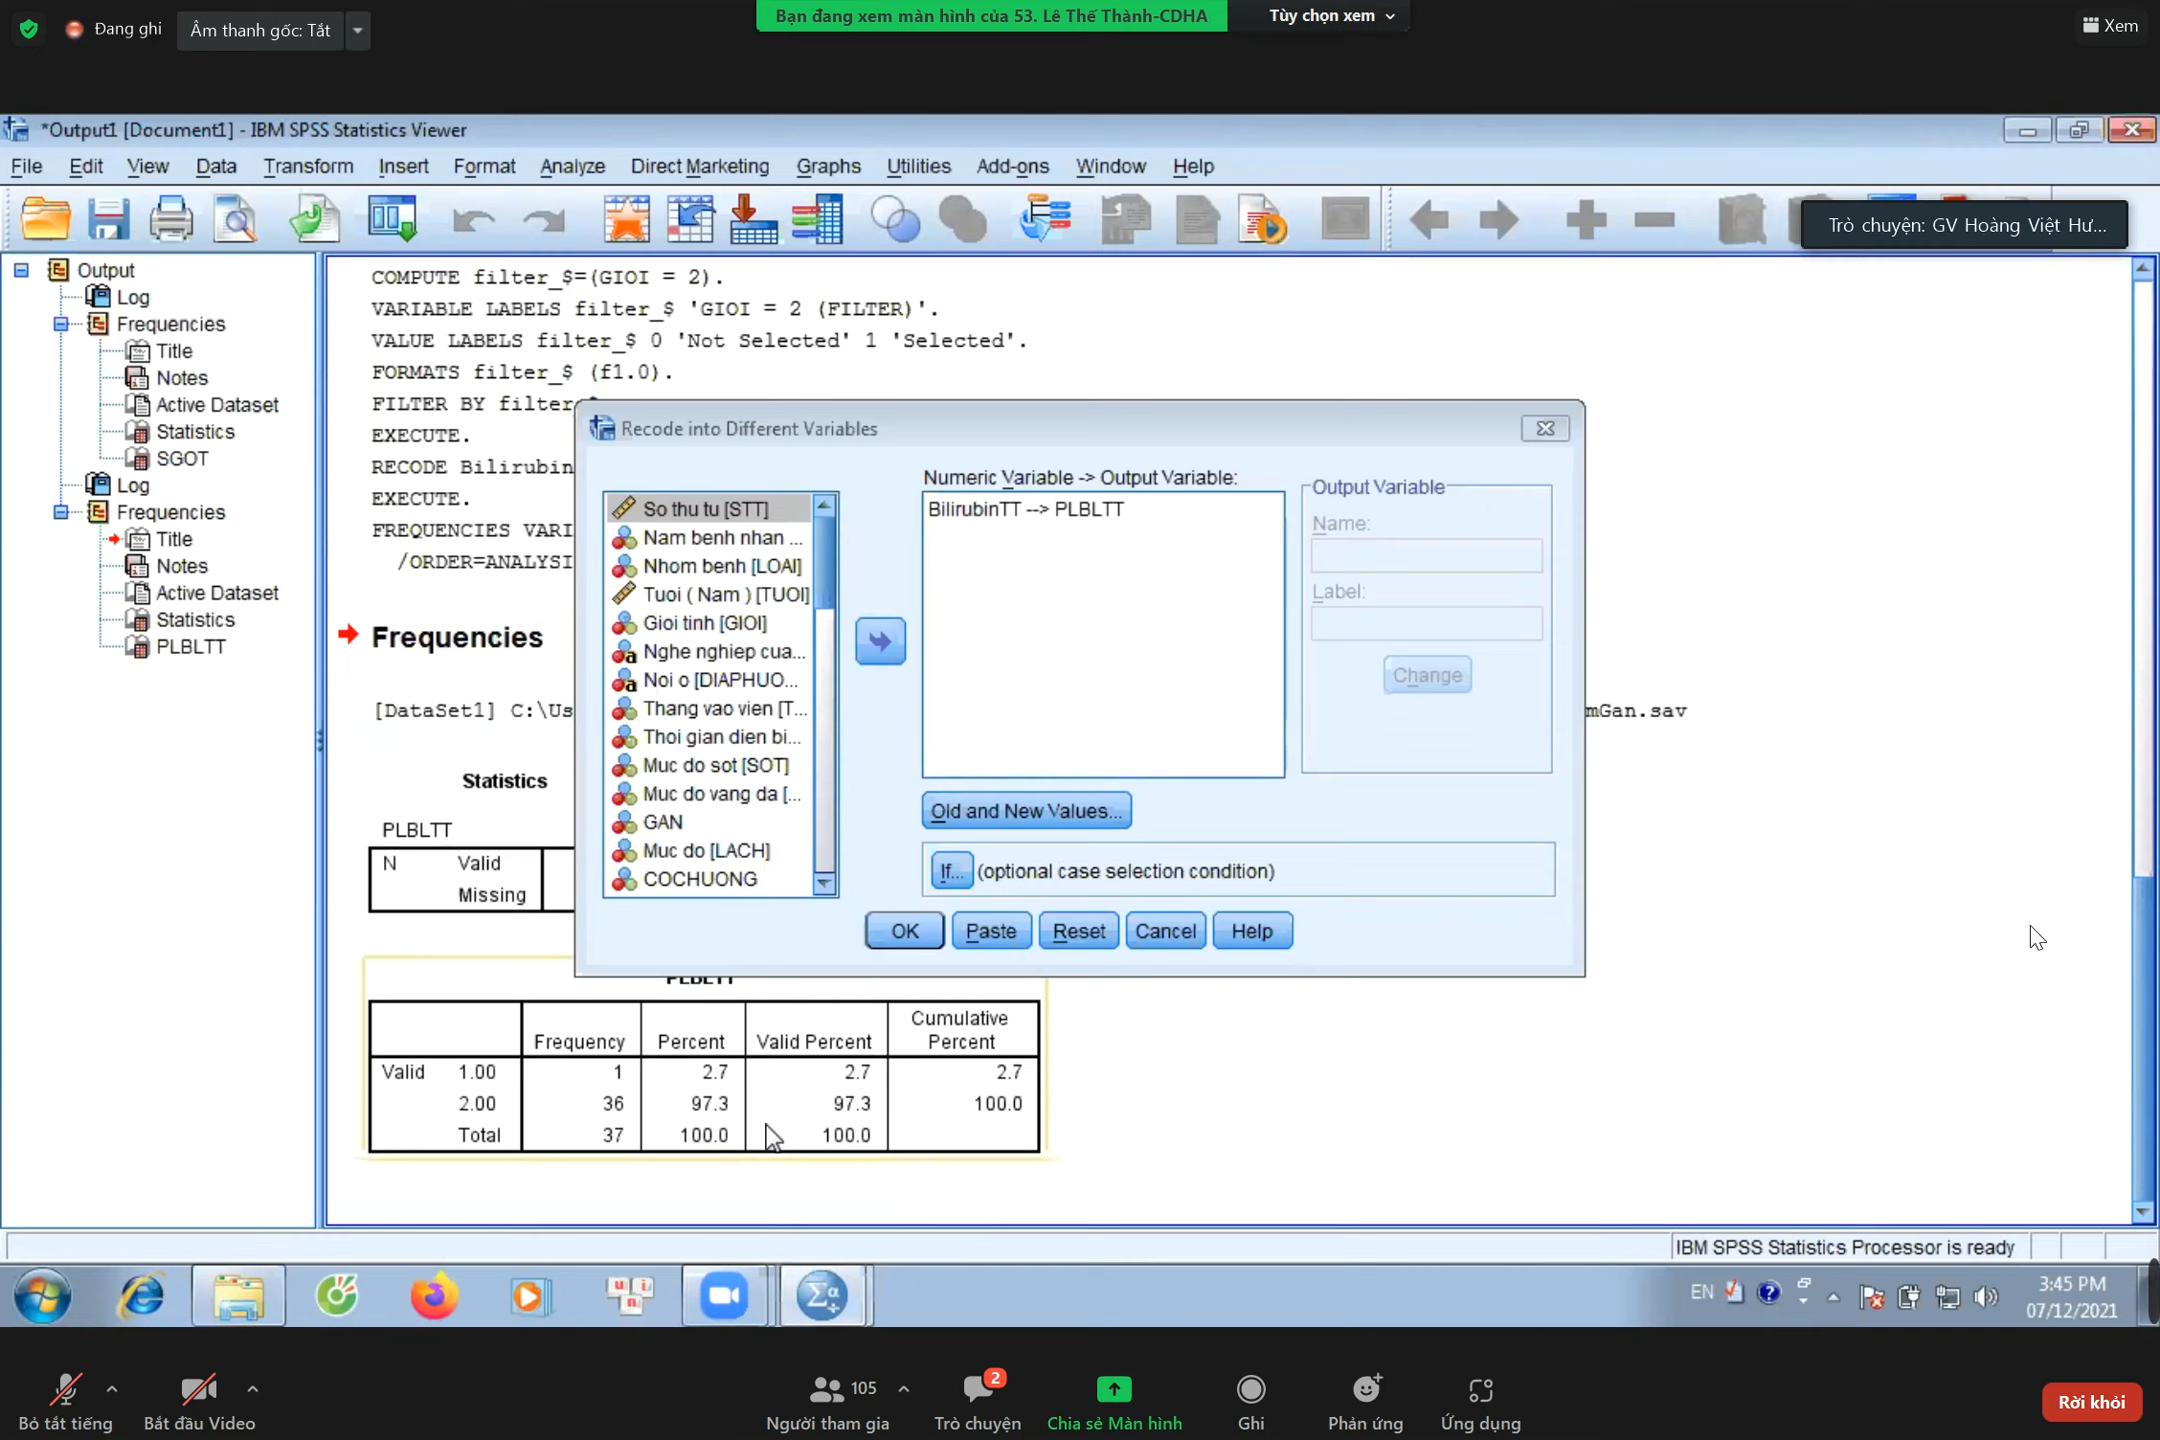 Đang ghi
Âm thanh gốc: Tắt
Bạn đang xem màn hình của 53. Lê Thế Thành-CDHA
Tùy chọn xem
Xem
*Output1 [Document1] - IBM SPSS Statistics Viewer
File Edit View Data Transform Insert Format Analyze Direct Marketing Graphs Utilities Add-ons Window Help
Trò chuyện: GV Hoàng Việt Hư...
Output
Log
Frequencies
Title
Notes
Active Dataset
Statistics
SGOT
Log
Frequencies
Title
Notes
Active Dataset
Statistics
PLBLTT
COMPUTE filter_$=(GIOI = 2).
VARIABLE LABELS filter_$ 'GIOI = 2 (FILTER)'.
VALUE LABELS filter_$ 0 'Not Selected' 1 'Selected'.
FORMATS filter_$ (f1.0).
FILTER BY filter
EXECUTE.
RECODE Bilirubin
EXECUTE.
FREQUENCIES VARI
/ORDER=ANALYSI
Frequencies
[DataSet1] C:\Us
mGan.sav
Statistics
PLBLTT
N Valid
Missing
Recode into Different Variables
So thu tu [STT]
Nam benh nhan ...
Nhom benh [LOAI]
Tuoi ( Nam ) [TUOI]
Gioi tinh [GIOI]
Nghe nghiep cua...
Noi o [DIAPHUO...
Thang vao vien [T...
Thoi gian dien bi...
Muc do sot [SOT]
Muc do vang da [...
GAN
Muc do [LACH]
COCHUONG
Numeric Variable -> Output Variable:
BilirubinTT --> PLBLTT
Output Variable
Name:
Label:
Change
Old and New Values...
If... (optional case selection condition)
OK Paste Reset Cancel Help
PLBLTT
Frequency Percent Valid Percent Cumulative Percent
Valid 1.00 1 2.7 2.7 2.7
2.00 36 97.3 97.3 100.0
Total 37 100.0 100.0
IBM SPSS Statistics Processor is ready
EN
3:45 PM
07/12/2021
Bỏ tắt tiếng
Bắt đầu Video
105
Người tham gia
2
Trò chuyện
Chia sẻ Màn hình
Ghi
Phản ứng
Ứng dụng
Rời khỏi